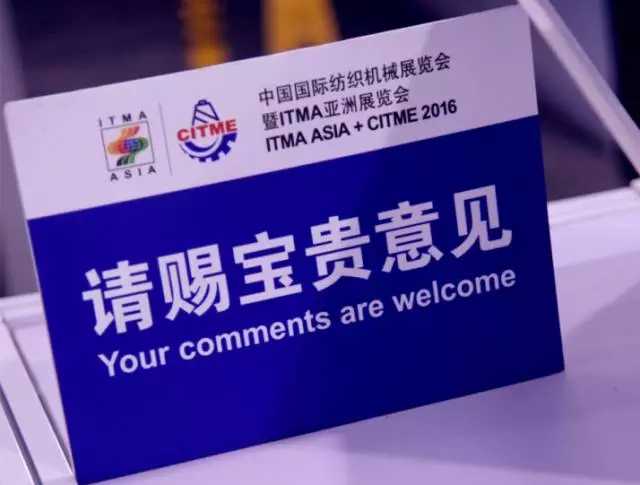 ITMA
ASIA
CITME
中国国际纺织机械展览会
暨ITMA亚洲展览会
ITMA ASIA + CITME 2016
请赐宝贵意见
Your comments are welcome